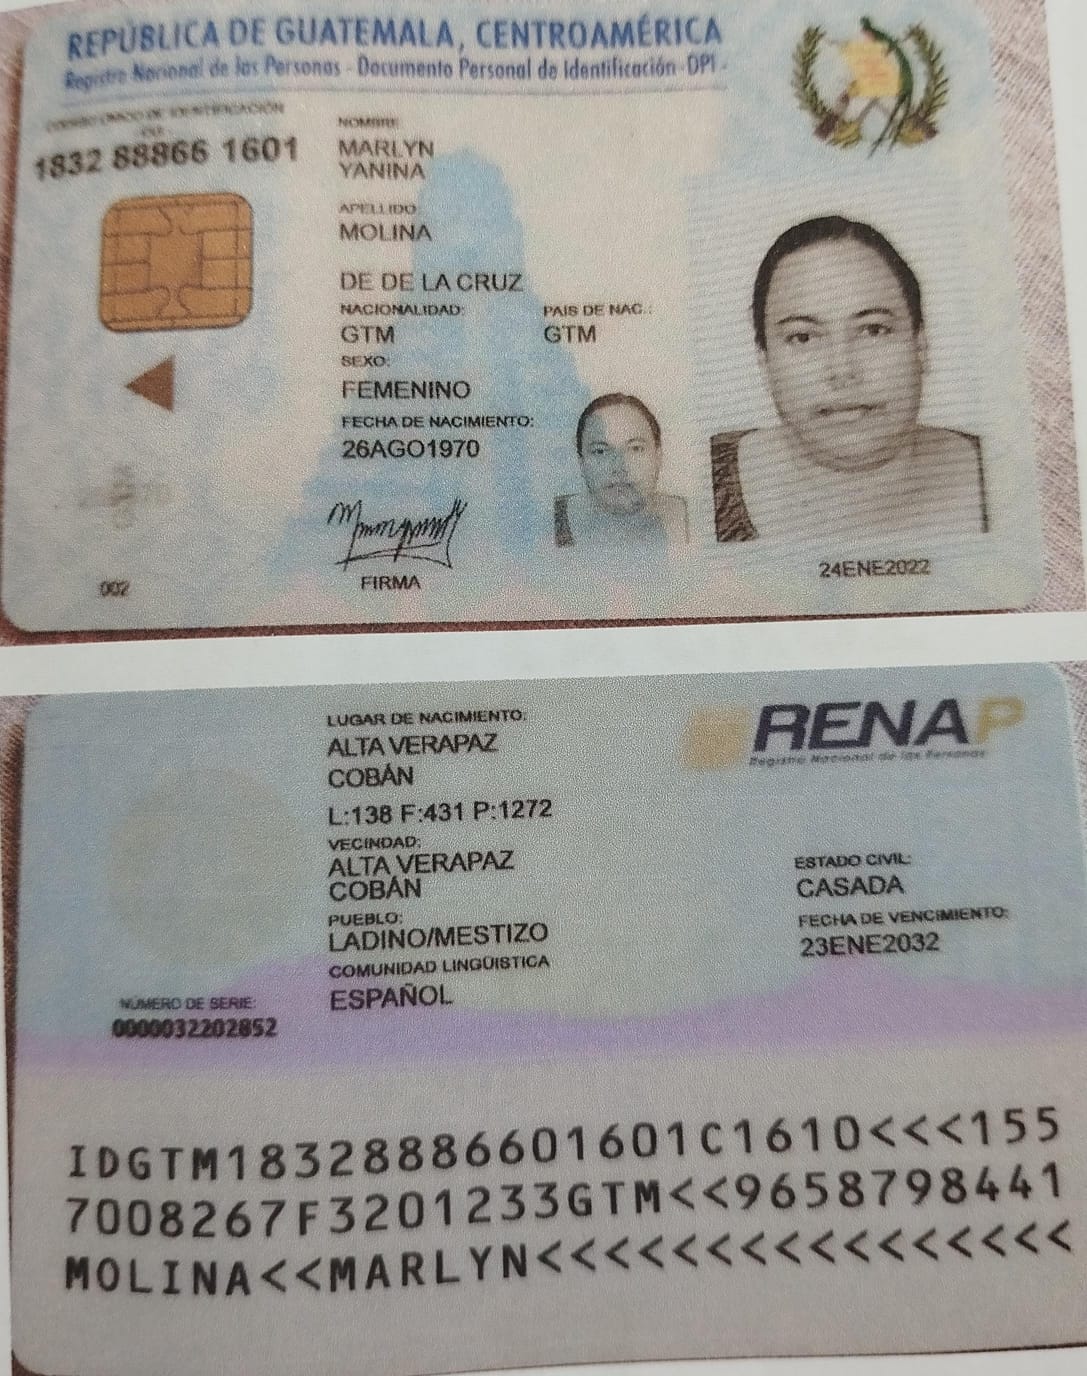 REPÚBLICA DE GUATEMALA, CENTROAMÉRICA
Registro Nacional de las Personas - Documento Personal de Identificación -DPI-
CÓDIGO ÚNICO DE IDENTIFICACIÓN
CUI
1832 88866 1601
NOMBRE
MARLYN
YANINA
APELLIDO
MOLINA
DE DE LA CRUZ
NACIONALIDAD: PAIS DE NAC.:
GTM GTM
SEXO:
FEMENINO
FECHA DE NACIMIENTO:
26AGO1970
FIRMA
24ENE2022
002
LUGAR DE NACIMIENTO:
ALTA VERAPAZ
COBÁN
L:138 F:431 P:1272
VECINDAD:
ALTA VERAPAZ
COBÁN
PUEBLO:
LADINO/MESTIZO
COMUNIDAD LINGÜISTICA
ESPAÑOL
RENAP
Registro Nacional de las Personas
ESTADO CIVIL:
CASADA
FECHA DE VENCIMIENTO:
23ENE2032
NÚMERO DE SERIE:
0000032202852
IDGTM18328886601601C1610<<<155
7008267F3201233GTM<<9658798441
MOLINA<<MARLYN<<<<<<<<<<<<<<<<